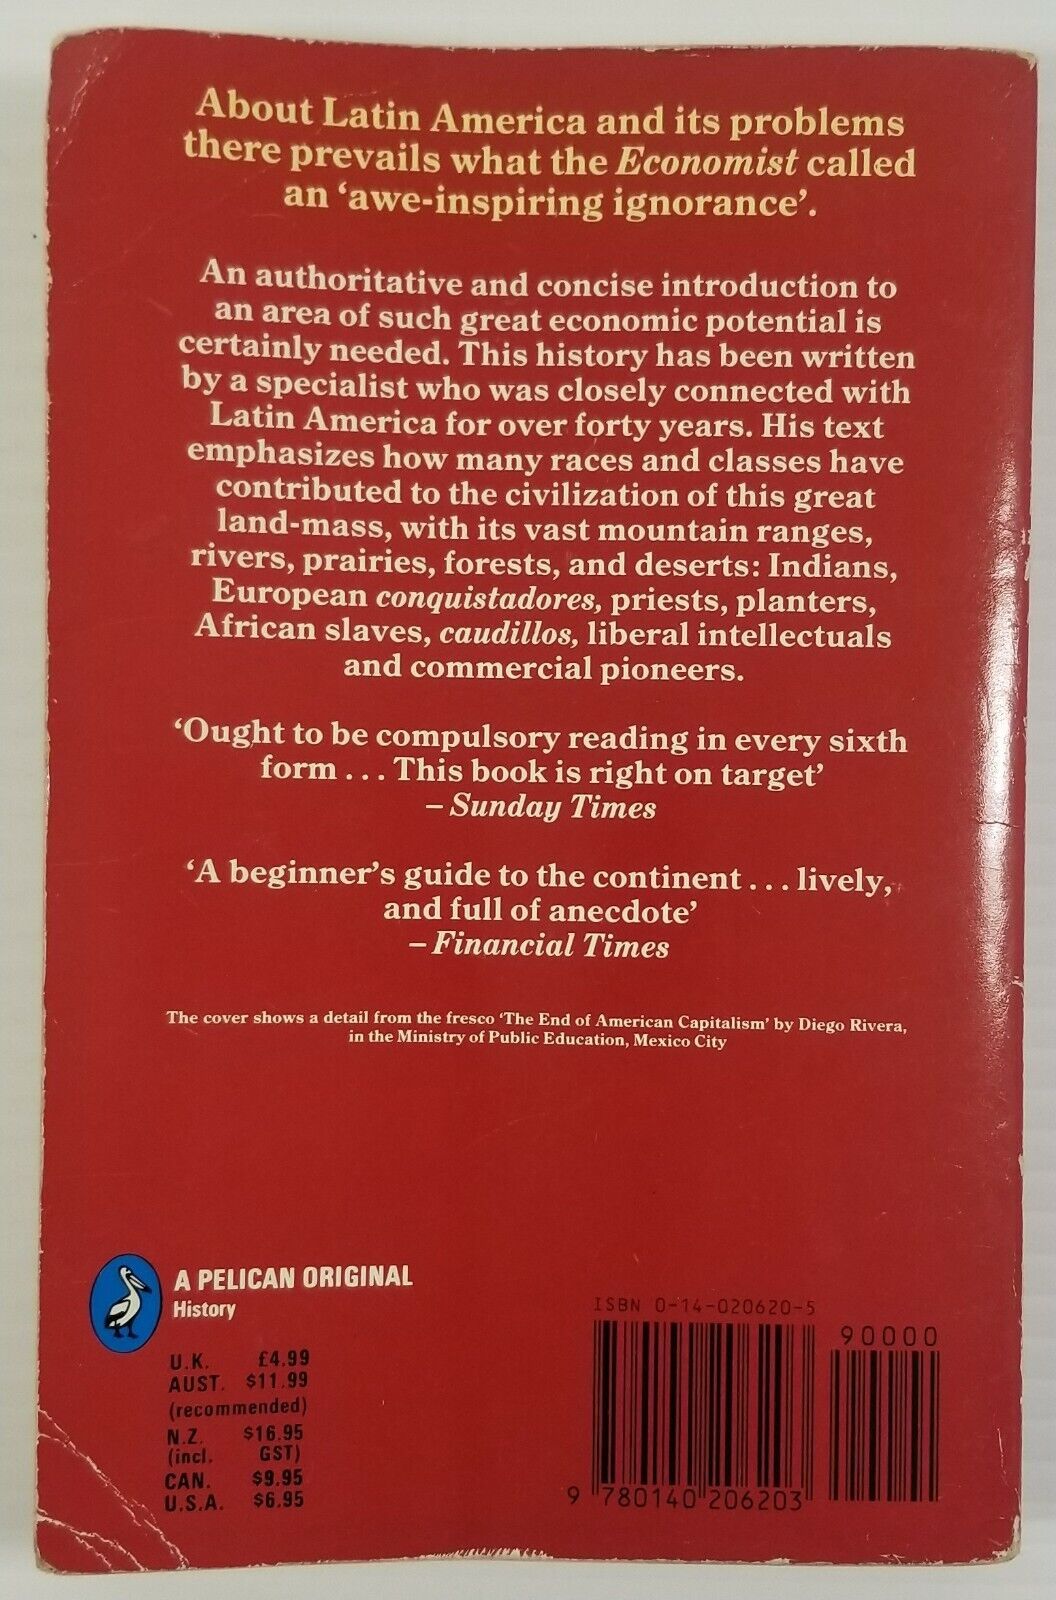 About Latin America and its problems
there prevails what the Economist called
an ‘awe-inspiring ignorance’.
An authoritative and concise introduction to
an area of such great economic potential is
certainly needed. This history has been written
by a specialist who was closely connected with
Latin America for over forty years. His text
emphasizes how many races and classes have
contributed to the civilization of this great
land-mass, with its vast mountain ranges,
rivers, prairies, forests, and deserts: Indians,
European conquistadores, priests, planters,
African slaves, caudillos, liberal intellectuals
and commercial pioneers.
‘Ought to be compulsory reading in every sixth
form . . . This book is right on target’
– Sunday Times
‘A beginner’s guide to the continent . . . lively,
and full of anecdote’
– Financial Times
The cover shows a detail from the fresco ‘The End of American Capitalism’ by Diego Rivera,
in the Ministry of Public Education, Mexico City
A PELICAN ORIGINAL
History
U.K. £4.99
AUST. $11.99
(recommended)
N.Z. $16.95
(incl. GST)
CAN. $9.95
U.S.A. $6.95
ISBN 0-14-020620-5
90000
9 780140 206203